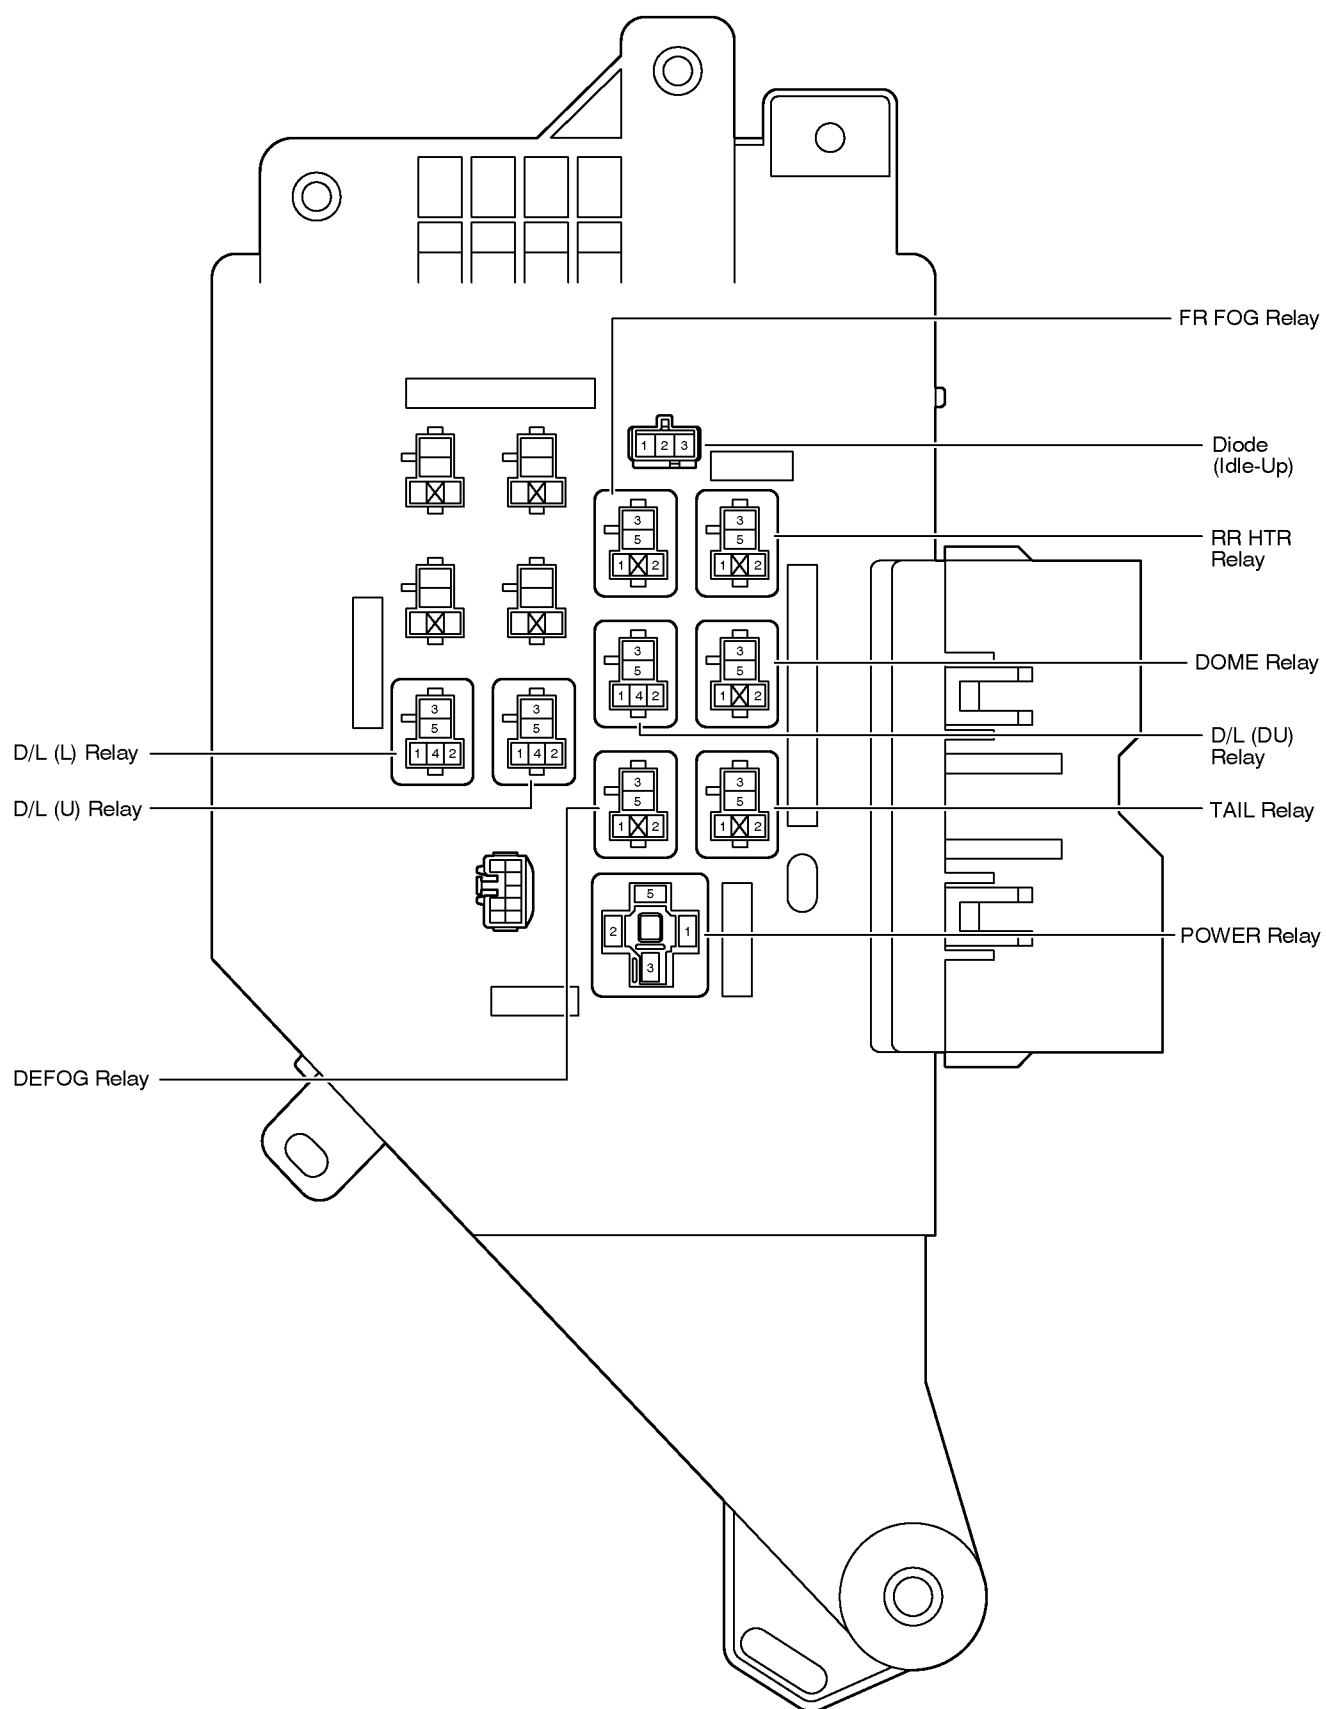 FR FOG Relay
Diode
(Idle-Up)
1 2 3
3
5
1 2
3
5
1 2
RR HTR
Relay
3
5
1 4 2
3
5
1 2
DOME Relay
D/L (DU)
Relay
3
5
1 4 2
3
5
1 4 2
D/L (L) Relay
D/L (U) Relay
3
5
1 2
3
5
1 2
TAIL Relay
5
2 1
3
POWER Relay
DEFOG Relay